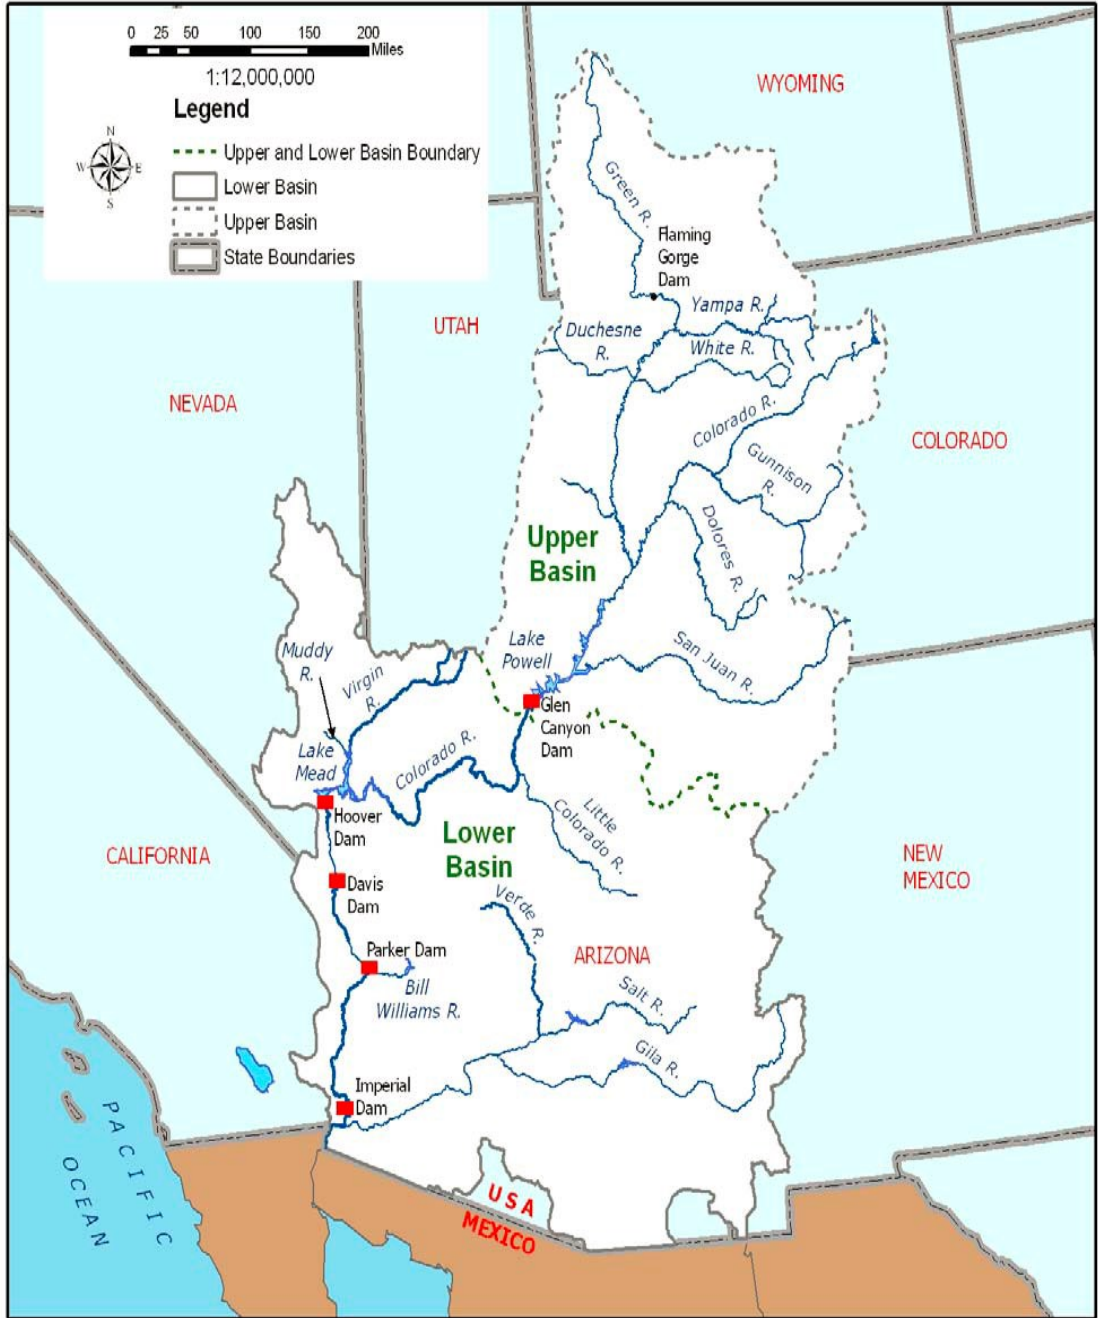 0 25 50 100 150 200
Miles
1:12,000,000
Legend
Upper and Lower Basin Boundary
Lower Basin
Upper Basin
State Boundaries
N
W E
S
WYOMING
Green R.
Flaming
Gorge
Dam
Yampa R.
UTAH
Duchesne
R.
White R.
NEVADA
Colorado R.
COLORADO
Gunnison
R.
Dolores R.
Upper
Basin
Muddy
R.
Virgin
R.
Lake
Powell
San Juan R.
Glen
Canyon
Dam
Lake
Mead
Colorado R.
Hoover
Dam
Little
Colorado R.
Lower
Basin
CALIFORNIA
NEW
MEXICO
Davis
Dam
Verde R.
Parker Dam
ARIZONA
Bill
Williams R.
Salt R.
Gila R.
Imperial
Dam
PACIFIC
OCEAN
USA
MEXICO